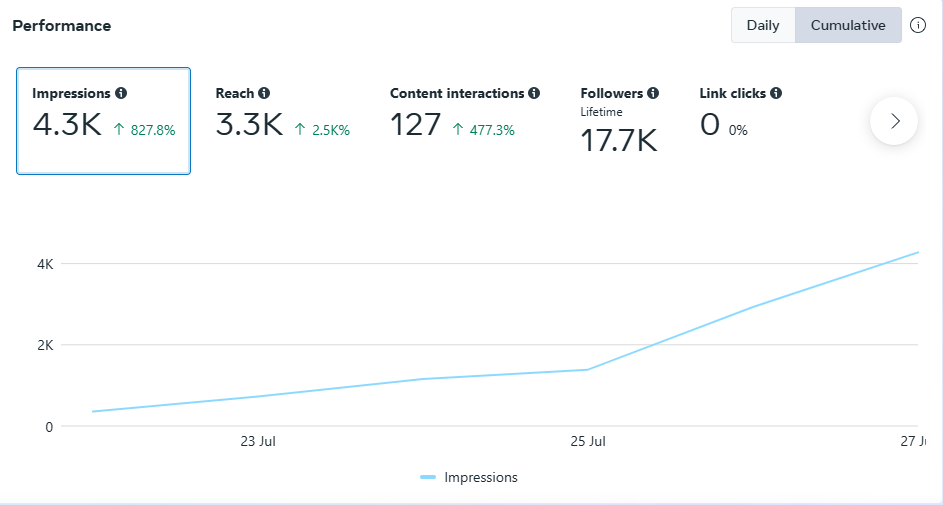 Performance
Daily
Cumulative
Impressions
4.3K ↑ 827.8%
Reach
3.3K ↑ 2.5K%
Content interactions
127 ↑ 477.3%
Followers
Lifetime
17.7K
Link clicks
0 0%
4K
2K
0
23 Jul
25 Jul
27
Impressions